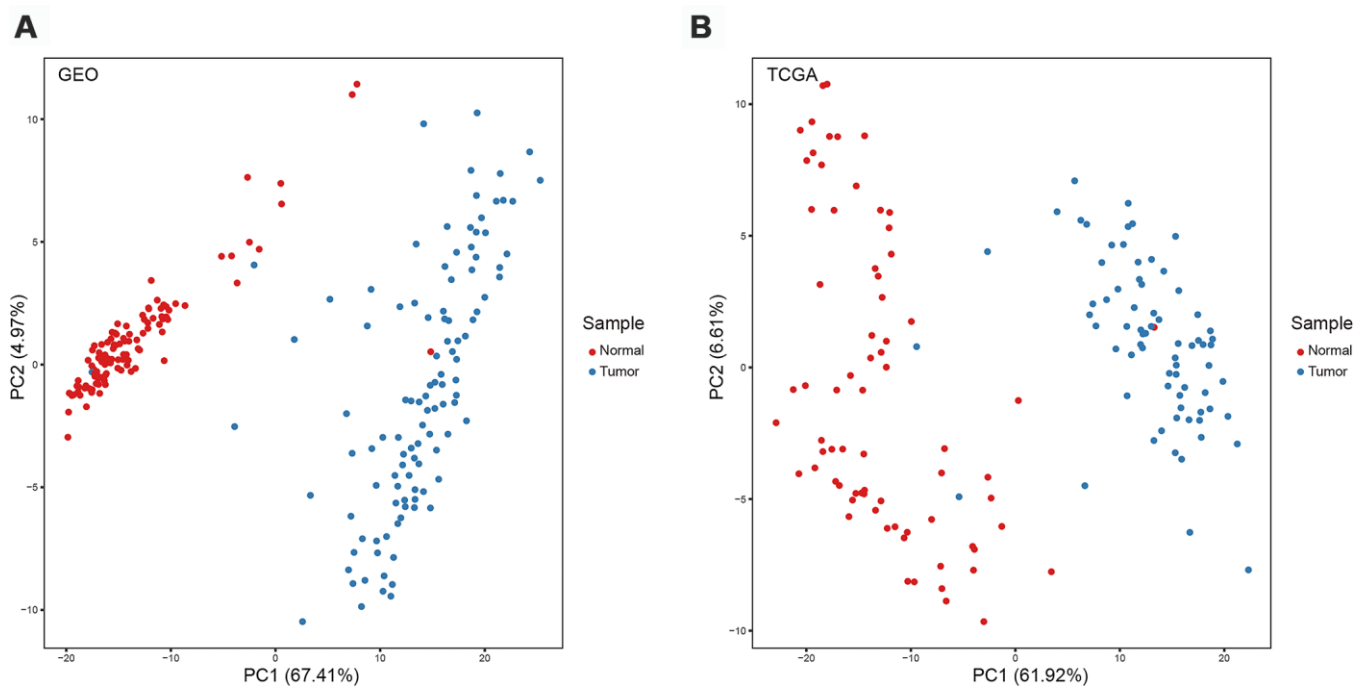 A
B
GEO
TCGA
10
5
0
−5
−10
−20
−10
0
10
20
PC2 (4.97%)
PC1 (67.41%)
Sample
Normal
Tumor
10
5
0
−5
−10
−20
−10
0
10
20
PC2 (6.61%)
PC1 (61.92%)
Sample
Normal
Tumor